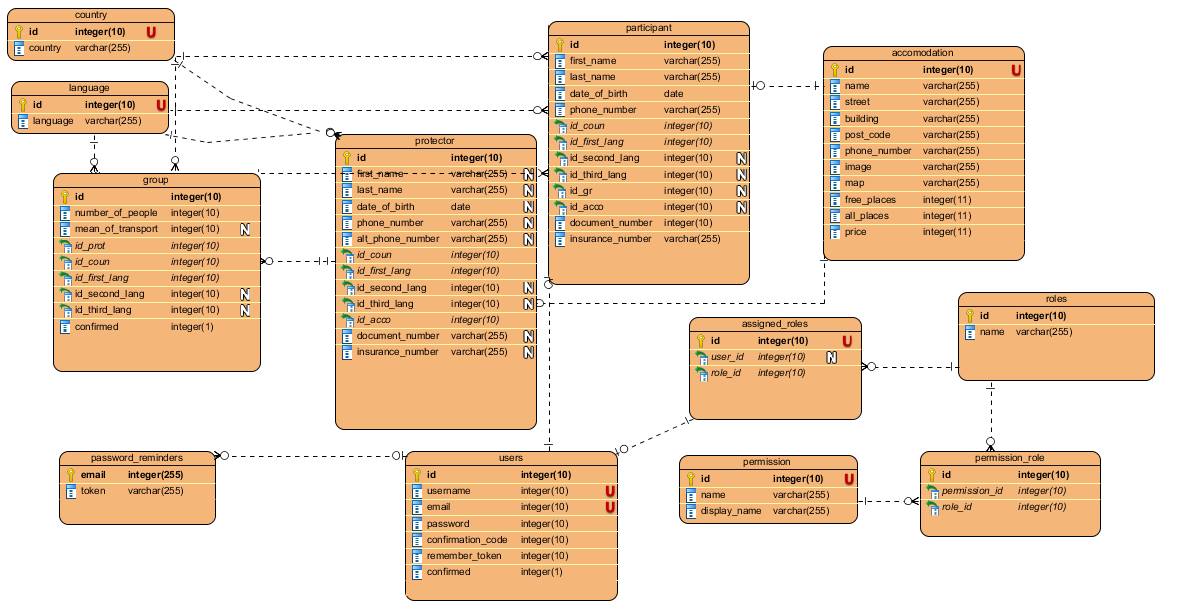 country
id integer(10) U
country varchar(255)
language
id integer(10) U
language varchar(255)
group
id integer(10)
number_of_people integer(10)
mean_of_transport integer(10) N
id_prot integer(10)
id_coun integer(10)
id_first_lang integer(10)
id_second_lang integer(10) N
id_third_lang integer(10) N
confirmed integer(1)
protector
id integer(10)
first_name varchar(255) N
last_name varchar(255) N
date_of_birth date N
phone_number varchar(255) N
alt_phone_number varchar(255) N
id_coun integer(10)
id_first_lang integer(10)
id_second_lang integer(10) N
id_third_lang integer(10) N
id_acco integer(10)
document_number varchar(255) N
insurance_number varchar(255) N
participant
id integer(10)
first_name varchar(255)
last_name varchar(255)
date_of_birth date
phone_number varchar(255)
id_coun integer(10)
id_first_lang integer(10)
id_second_lang integer(10) N
id_third_lang integer(10) N
id_gr integer(10) N
id_acco integer(10) N
document_number integer(10)
insurance_number varchar(255)
accomodation
id integer(10) U
name varchar(255)
street varchar(255)
building varchar(255)
post_code varchar(255)
phone_number varchar(255)
image varchar(255)
map varchar(255)
free_places integer(11)
all_places integer(11)
price integer(11)
roles
id integer(10)
name varchar(255)
assigned_roles
id integer(10) U
user_id integer(10) N
role_id integer(10)
password_reminders
email integer(255)
token varchar(255)
users
id integer(10)
username integer(10) U
email integer(10) U
password integer(10)
confirmation_code integer(10)
remember_token integer(10)
confirmed integer(1)
permission
id integer(10) U
name varchar(255)
display_name varchar(255)
permission_role
id integer(10)
permission_id integer(10)
role_id integer(10)